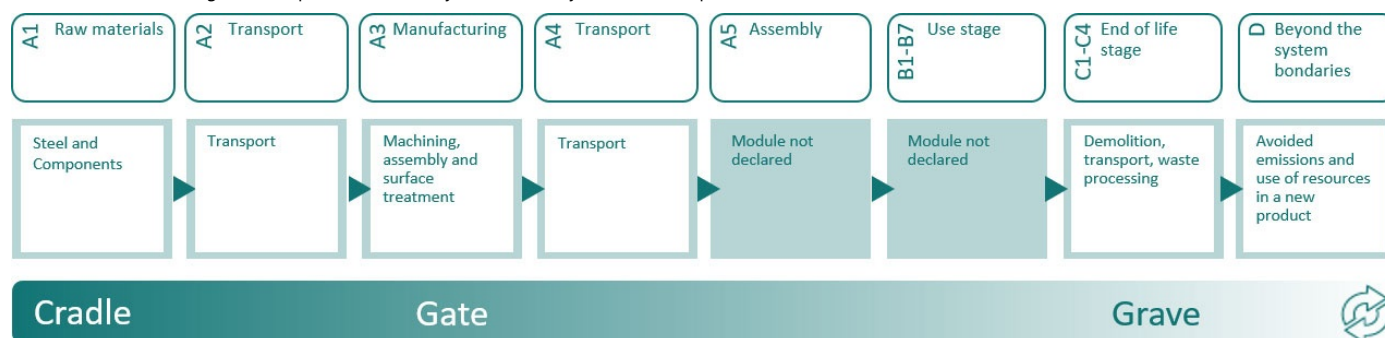 A1 Raw materials
A2 Transport
A3 Manufacturing
A4 Transport
A5 Assembly
B1-B7 Use stage
C1-C4 End of life
stage
D Beyond the
system
bondaries
Steel and
Components
Transport
Machining,
assembly and
surface
treatment
Transport
Module not
declared
Module not
declared
Demolition,
transport, waste
processing
Avoided
emissions and
use of resources
in a new
product
Cradle
Gate
Grave